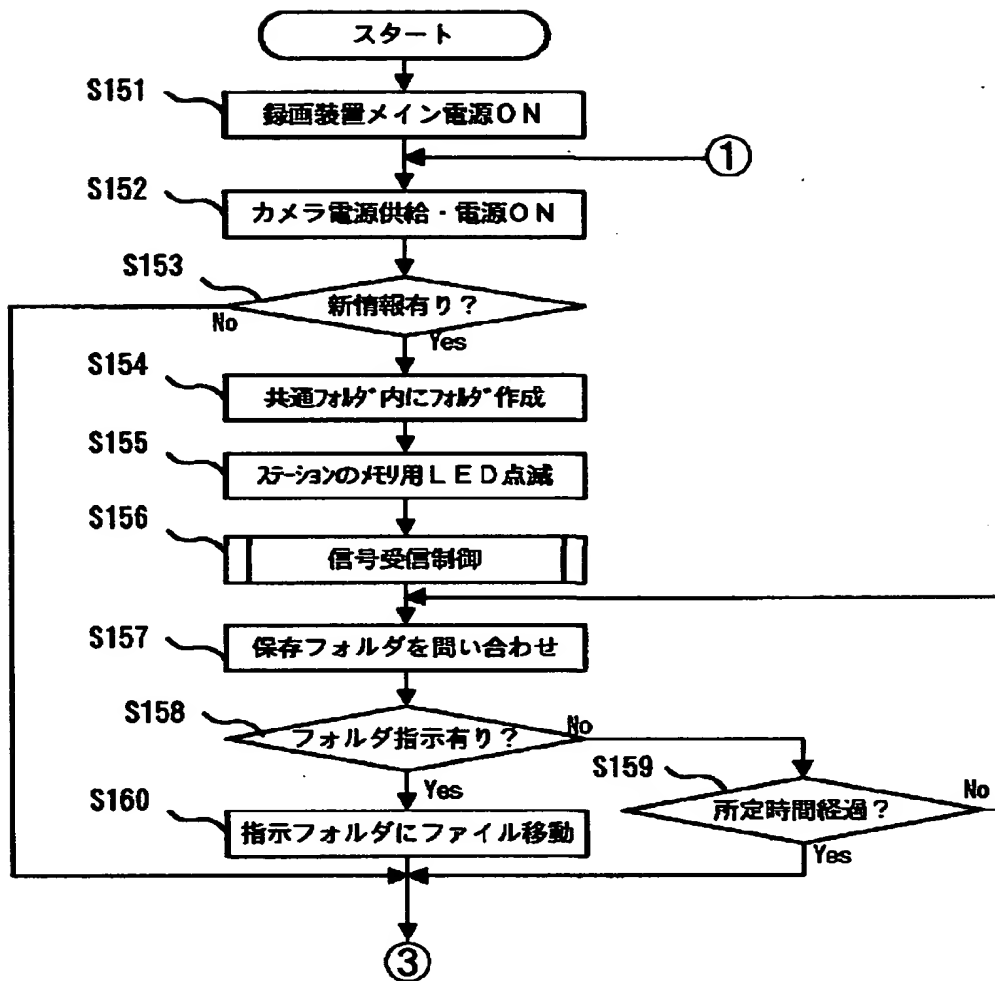 スタート
S151
録画装置メイン電源ON
①
S152
カメラ電源供給・電源ON
S153
新情報有り？
No
Yes
S154
共通フォルダ内にフォルダ作成
S155
ステーションのメモリ用LED点滅
S156
信号受信制御
S157
保存フォルダを問い合わせ
S158
フォルダ指示有り？
No
Yes
S159
所定時間経過？
No
Yes
S160
指示フォルダにファイル移動
③